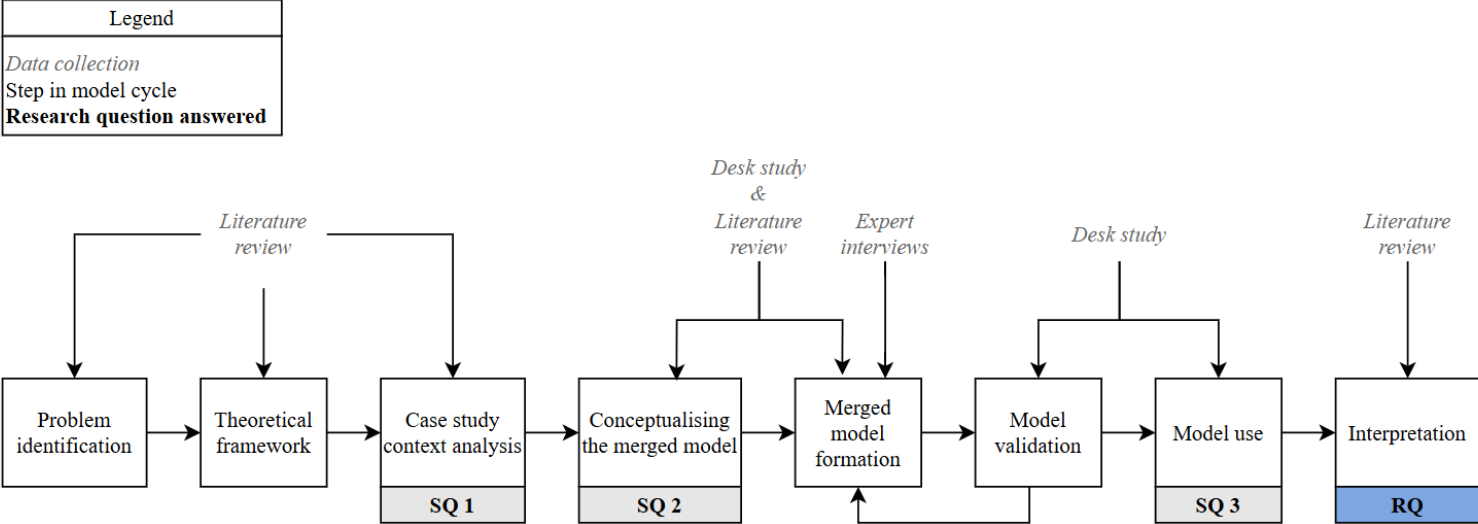 Legend
Data collection
Step in model cycle
Research question answered
Literature
review
Desk study
&
Literature
review
Expert
interviews
Desk study
Literature
review
Problem
identification
Theoretical
framework
Case study
context analysis
SQ 1
Conceptualising
the merged model
SQ 2
Merged
model
formation
Model
validation
Model use
SQ 3
Interpretation
RQ